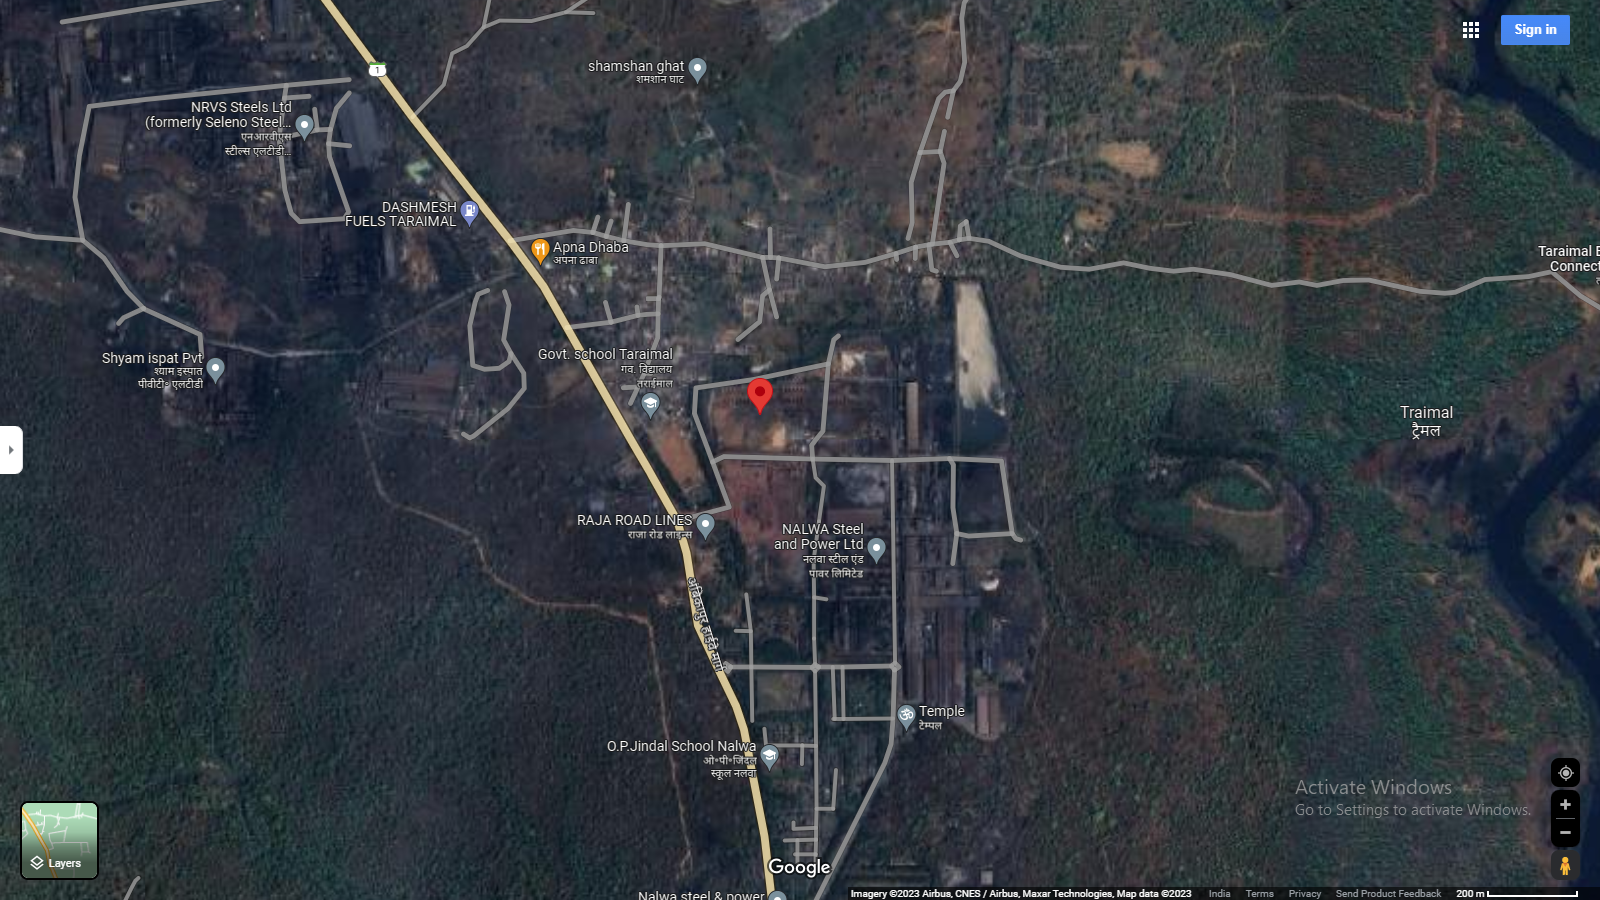 Sign in
1
shamshan ghat
शमशान घाट
NRVS Steels Ltd
(formerly Seleno Steel...
एनआरवीएस
स्टील्स एलटीडी...
DASHMESH
FUELS TARAIMAL
Apna Dhaba
अपना ढाबा
Taraimal B
Connect
Shyam ispat Pvt
श्याम इस्पात
पीवीटी॰ एलटीडी
Govt. school Taraimal
गव. विद्यालय
तराईमाल
Traimal
ट्रैमल
RAJA ROAD LINES
राजा रोड लाइन्स
NALWA Steel
and Power Ltd
नलवा स्टील एंड
पावर लिमिटेड
अंबिकापुर हाईवे मार्ग
Temple
टेम्पल
O.P.Jindal School Nalwa
ओ॰पी॰जिंदल
स्कूल नलवा
Activate Windows
Go to Settings to activate Windows.
Layers
Google
Nalwa steel & power
Imagery ©2023 Airbus, CNES / Airbus, Maxar Technologies, Map data ©2023 India Terms Privacy Send Product Feedback 200 m